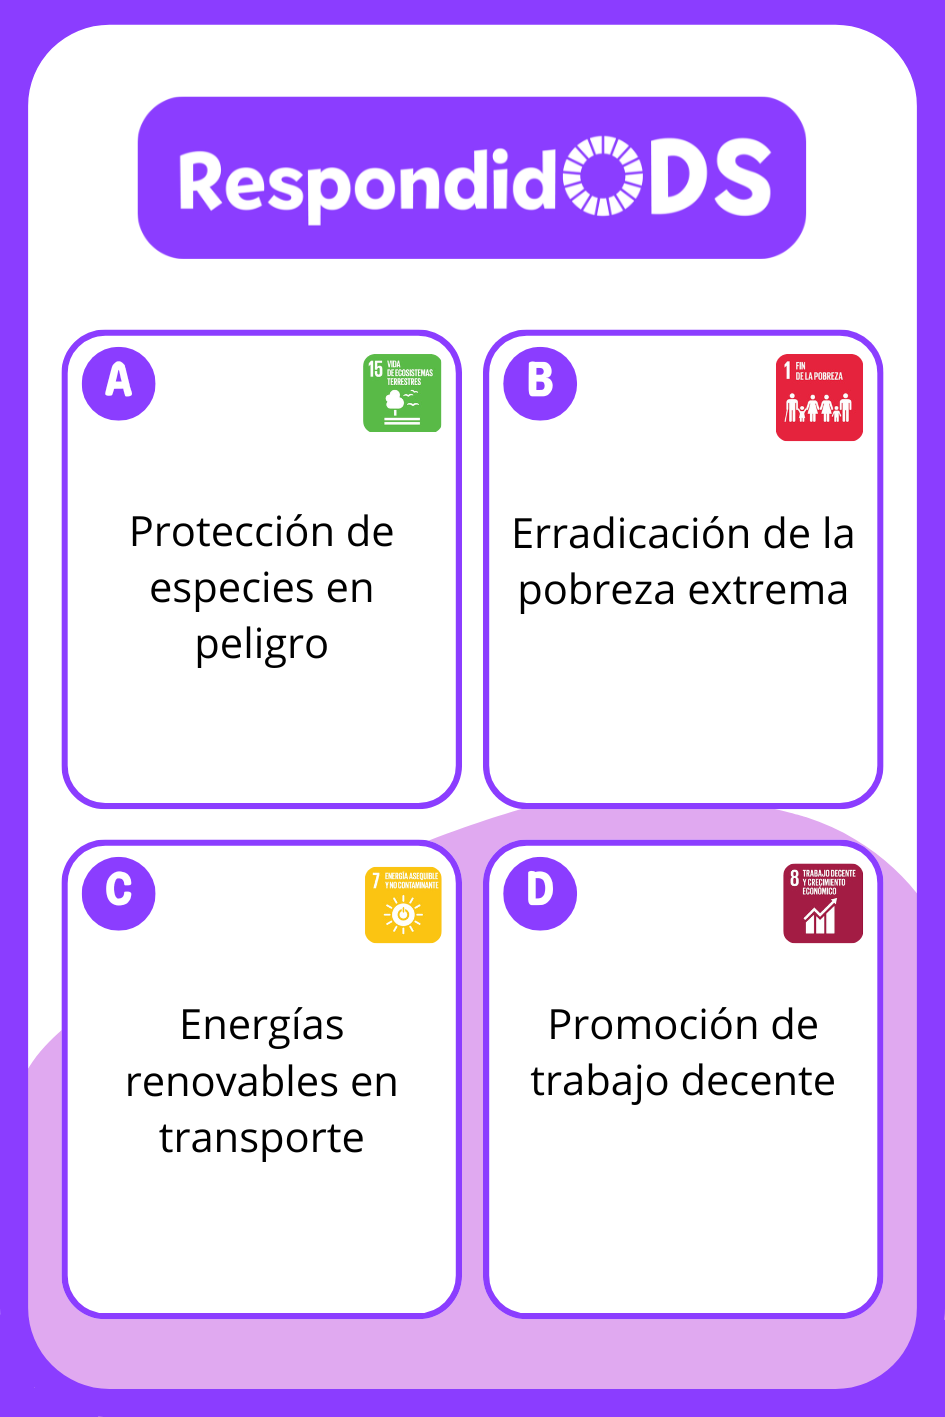 RespondidODS
A
15 VIDA
DE ECOSISTEMAS
TERRESTRES
Protección de
especies en
peligro
B
1 FIN
DE LA POBREZA
Erradicación de la
pobreza extrema
C
7 ENERGÍA ASEQUIBLE
Y NO CONTAMINANTE
Energías
renovables en
transporte
D
8 TRABAJO DECENTE
Y CRECIMIENTO
ECONÓMICO
Promoción de
trabajo decente